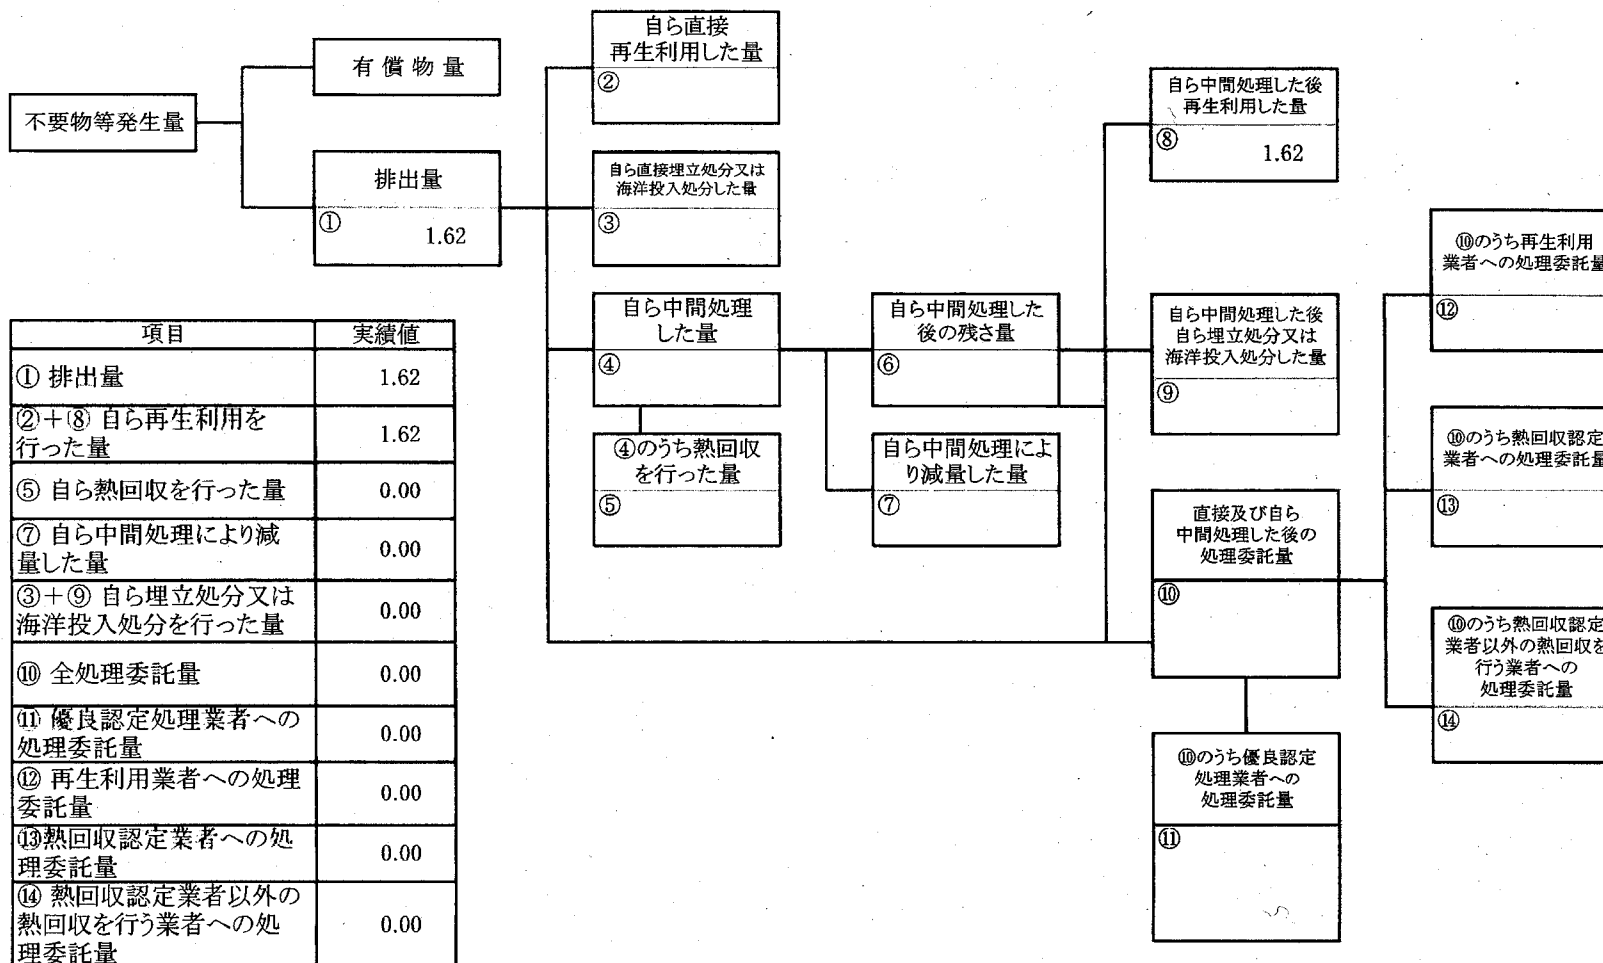 不要物等発生量
有償物量
排出量
①
1.62
自ら直接
再生利用した量
②
自ら直接埋立処分又は
海洋投入処分した量
③
自ら中間処理
した量
④
④のうち熱回収
を行った量
⑤
自ら中間処理した
後の残さ量
⑥
自ら中間処理によ
り減量した量
⑦
自ら中間処理した後
再生利用した量
⑧
1.62
自ら中間処理した後
自ら埋立処分又は
海洋投入処分した量
⑨
直接及び自ら
中間処理した後の
処理委託量
⑩
⑩のうち優良認定
処理業者への
処理委託量
⑪
⑩のうち再生利用
業者への処理委託量
⑫
⑩のうち熱回収認定
業者への処理委託量
⑬
⑩のうち熱回収認定
業者以外の熱回収を
行う業者への
処理委託量
⑭
項目 実績値
① 排出量 1.62
②+⑧ 自ら再生利用を
行った量 1.62
⑤ 自ら熱回収を行った量 0.00
⑦ 自ら中間処理により減
量した量 0.00
③+⑨ 自ら埋立処分又は
海洋投入処分を行った量 0.00
⑩ 全処理委託量 0.00
⑪ 優良認定処理業者への
処理委託量 0.00
⑫ 再生利用業者への処理
委託量 0.00
⑬熱回収認定業者への処
理委託量 0.00
⑭ 熱回収認定業者以外の
熱回収を行う業者への処
理委託量 0.00